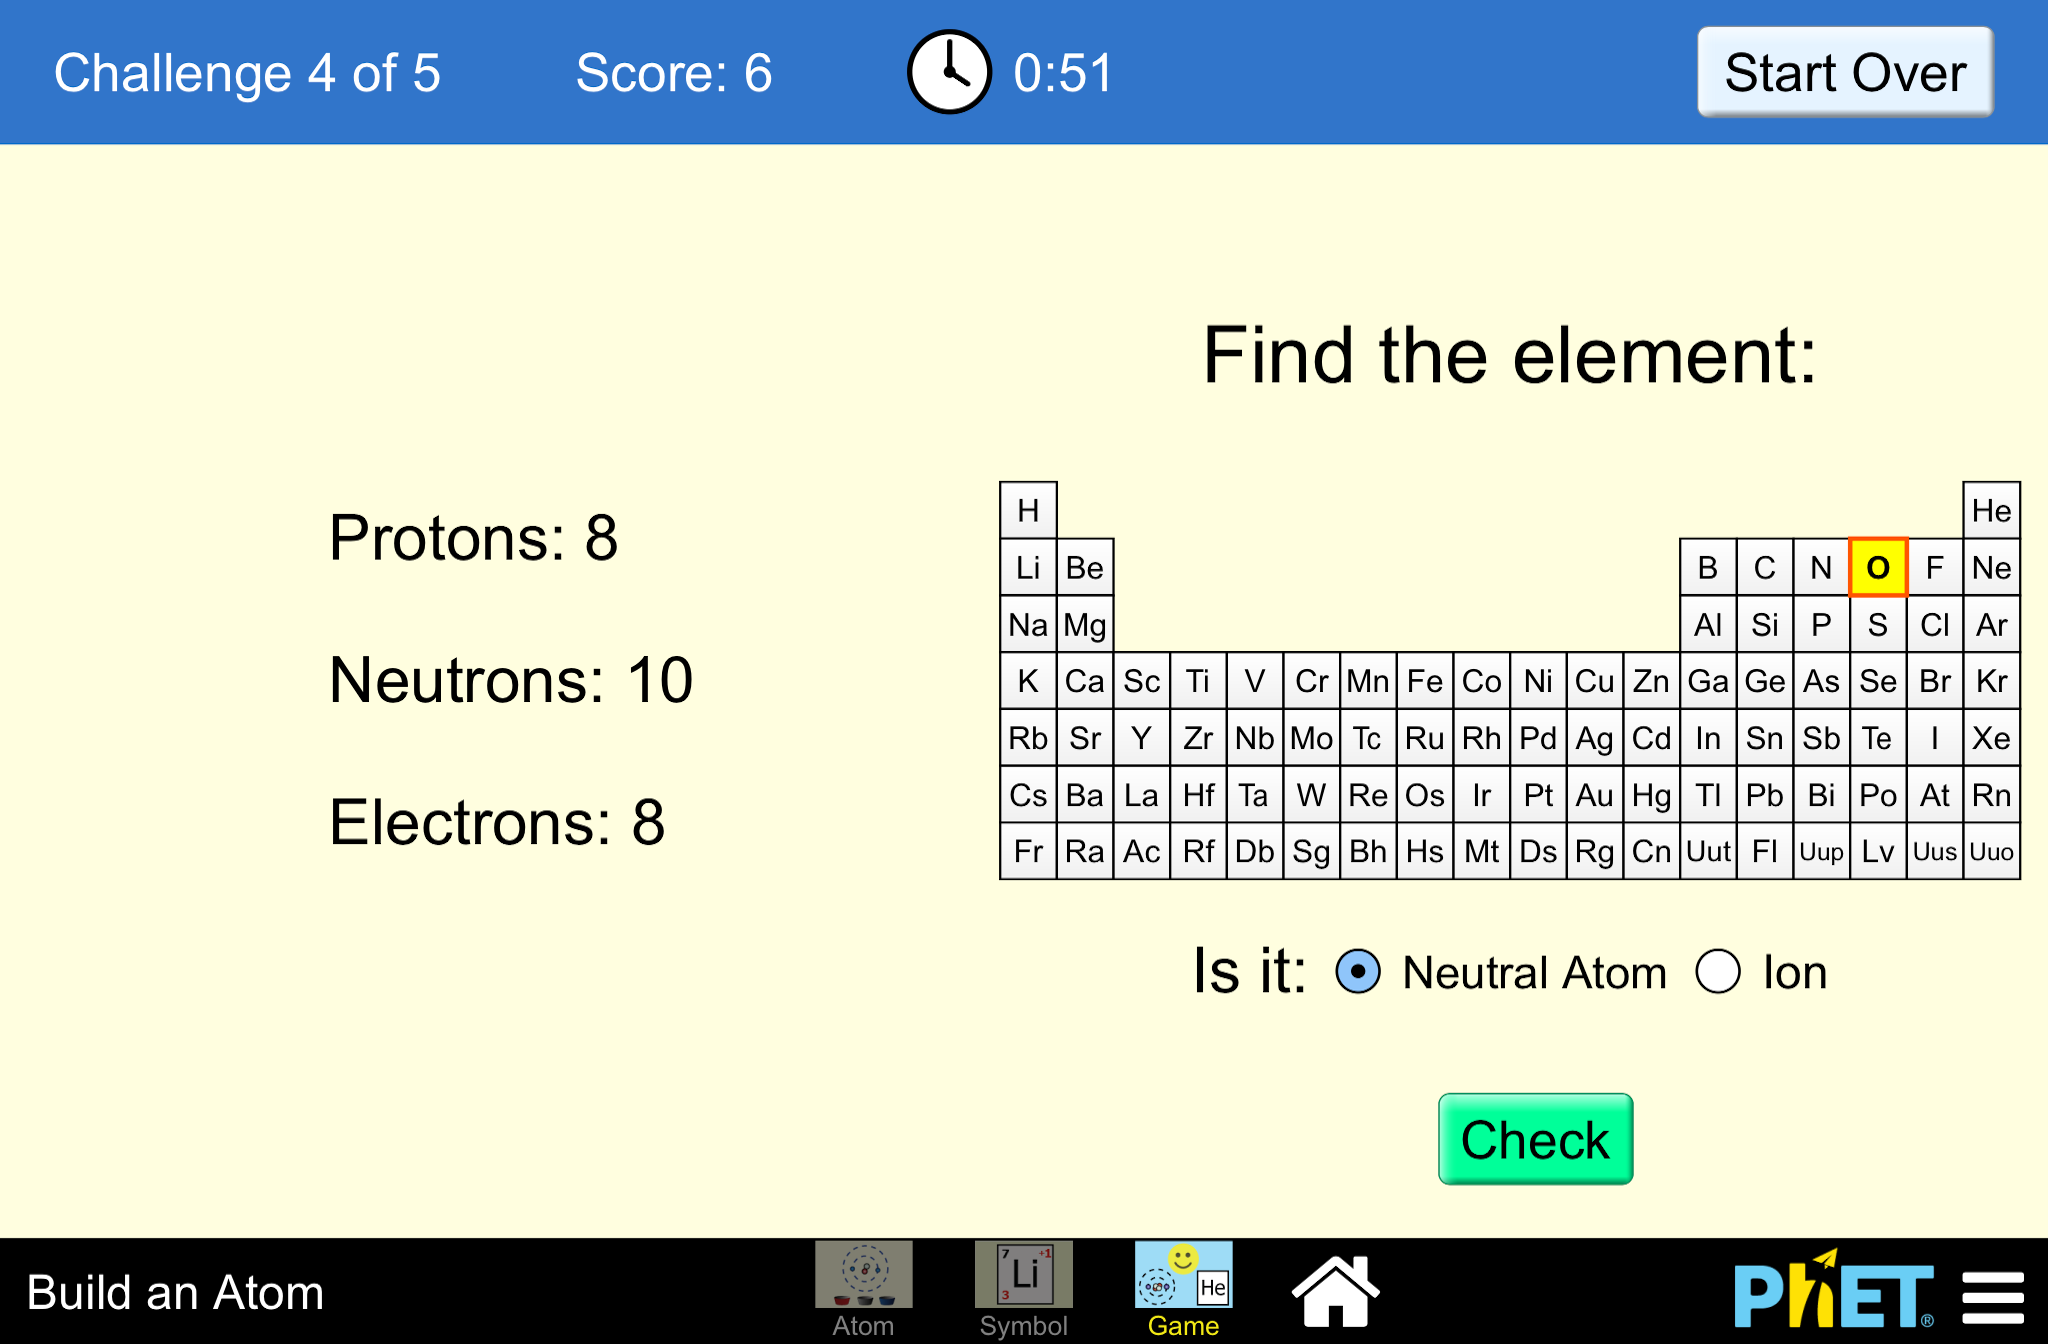 Challenge 4 of 5 Score: 6 0:51 Start Over
Find the element:
Protons: 8
Neutrons: 10
Electrons: 8
H He
Li Be B C N O F Ne
Na Mg Al Si P S Cl Ar
K Ca Sc Ti V Cr Mn Fe Co Ni Cu Zn Ga Ge As Se Br Kr
Rb Sr Y Zr Nb Mo Tc Ru Rh Pd Ag Cd In Sn Sb Te I Xe
Cs Ba La Hf Ta W Re Os Ir Pt Au Hg Tl Pb Bi Po At Rn
Fr Ra Ac Rf Db Sg Bh Hs Mt Ds Rg Cn Uut Fl Uup Lv Uus Uuo
Is it: Neutral Atom Ion
Check
Build an Atom
Atom
7 +1
Li
3
Symbol
He
Game
PhET®